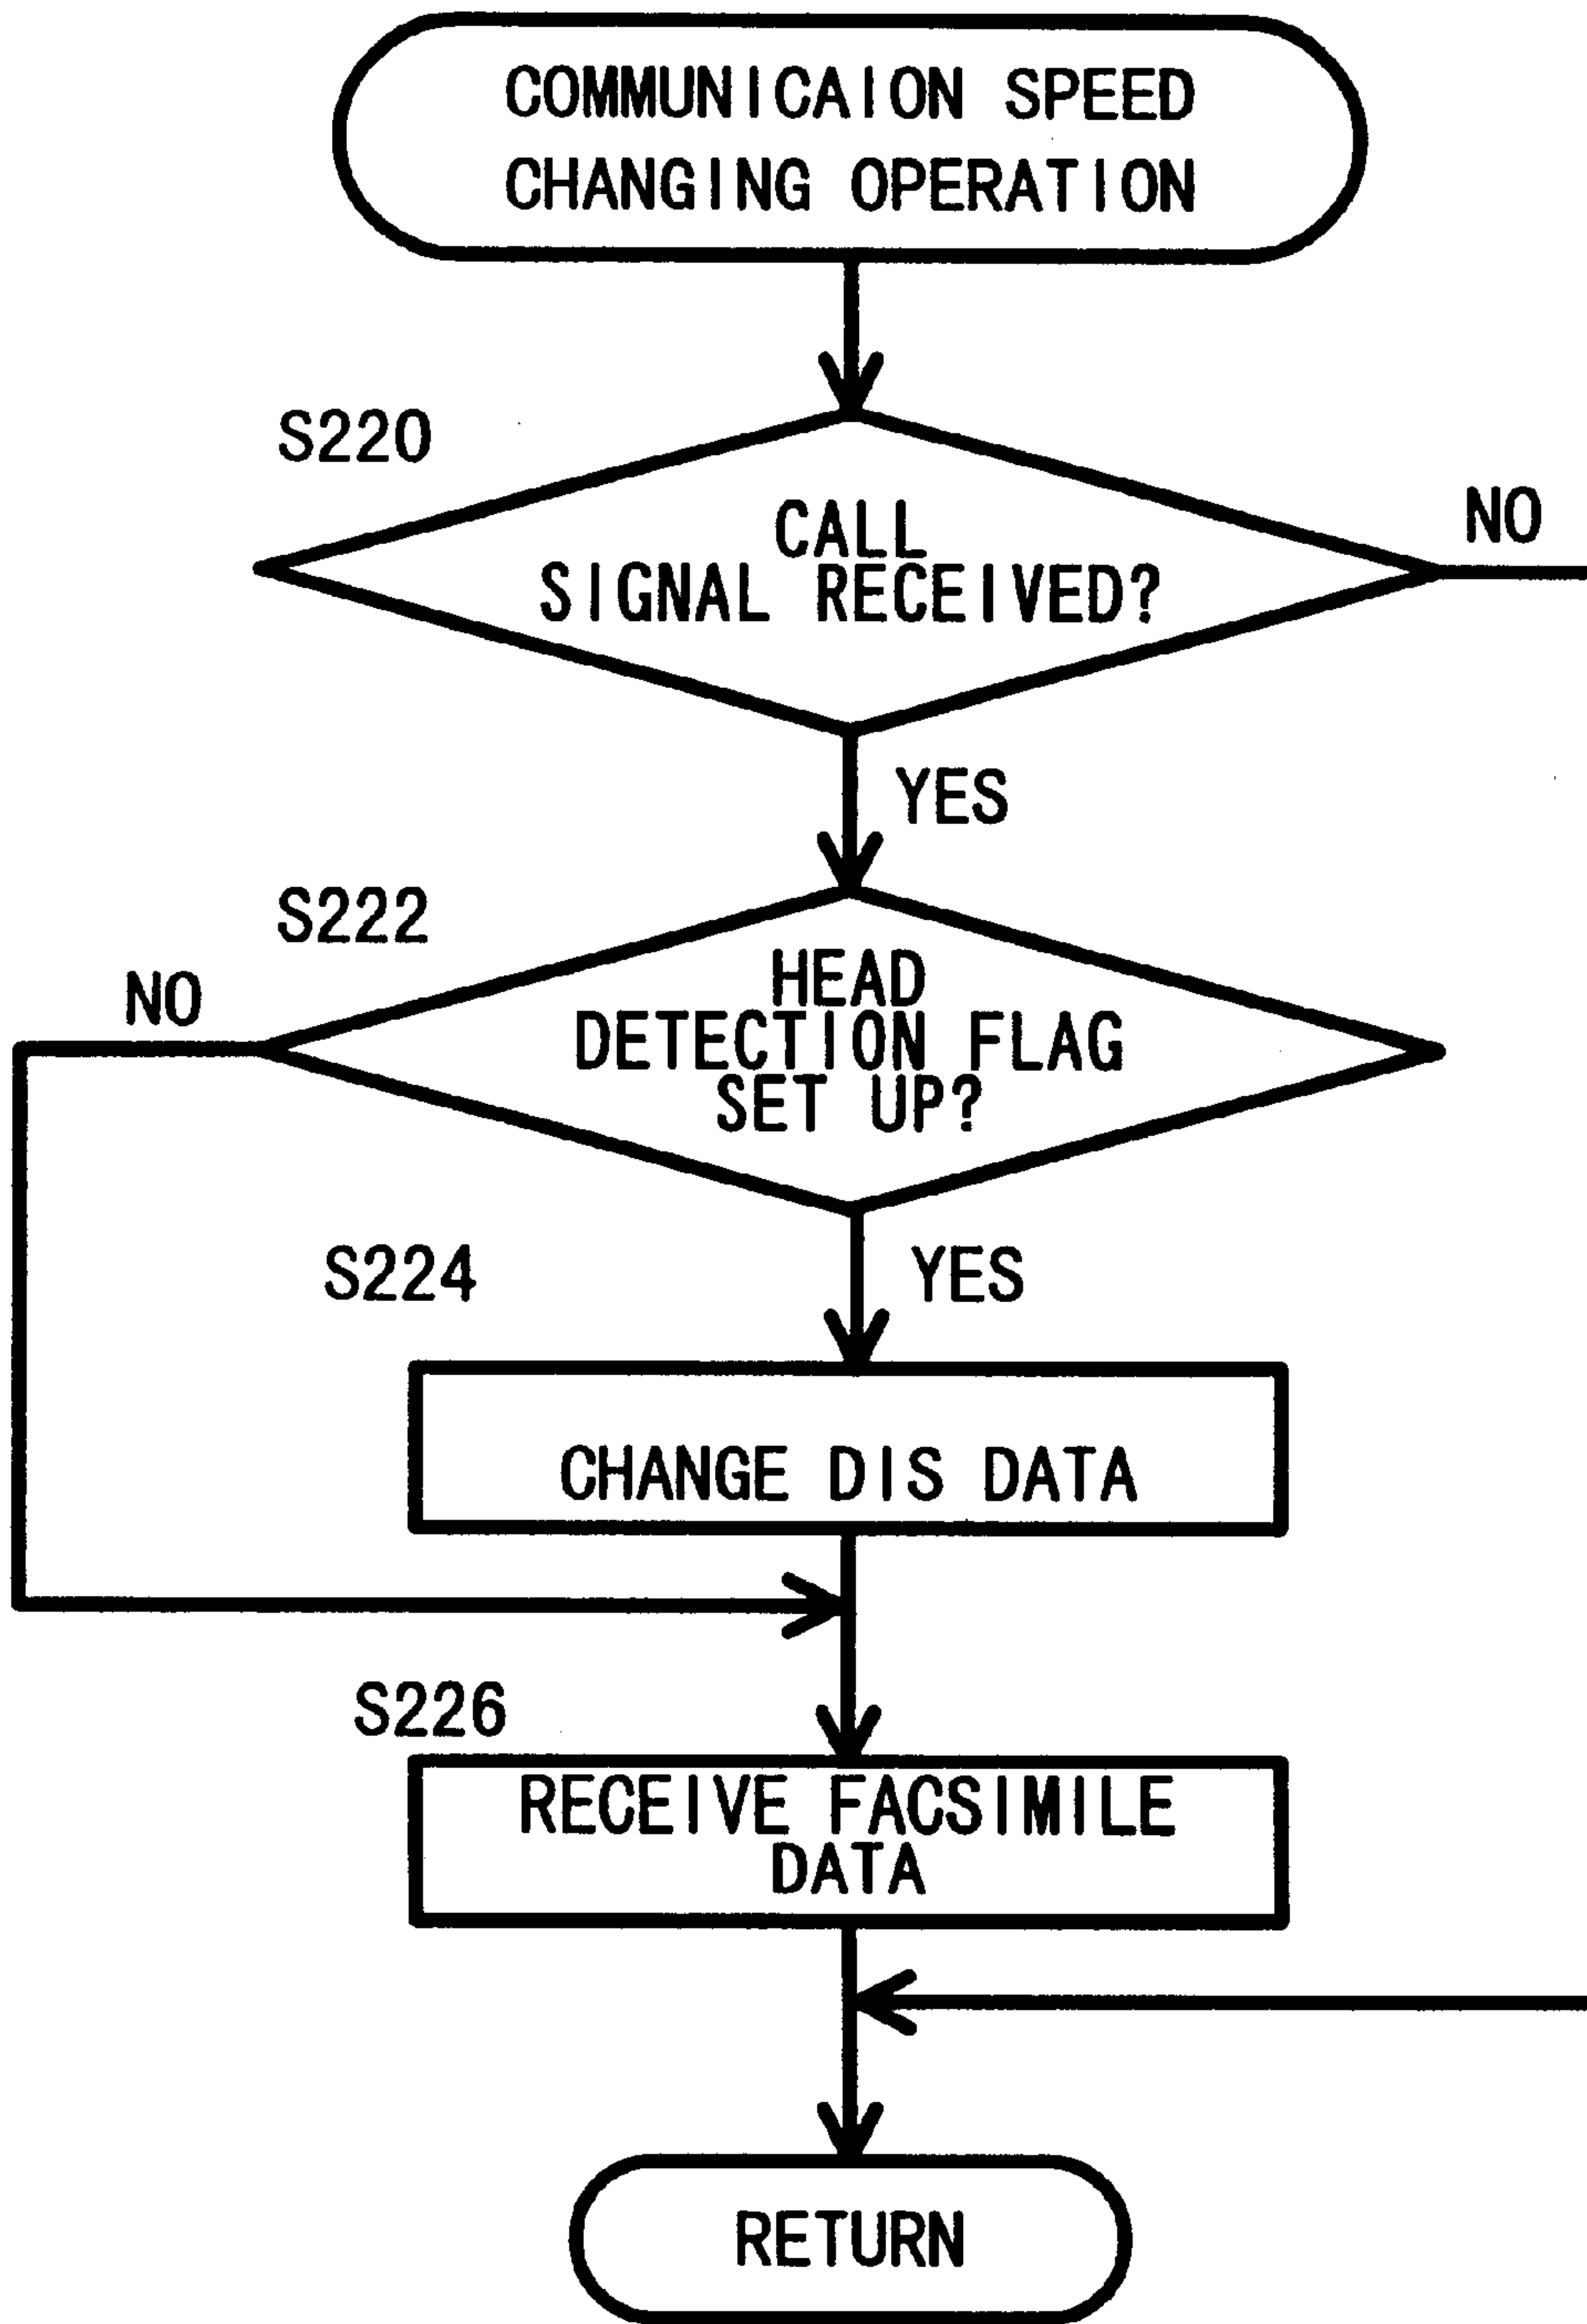 COMMUNICAION SPEED
CHANGING OPERATION
S220
CALL
SIGNAL RECEIVED?
NO
YES
S222
NO
HEAD
DETECTION FLAG
SET UP?
S224
YES
CHANGE DIS DATA
S226
RECEIVE FACSIMILE
DATA
RETURN